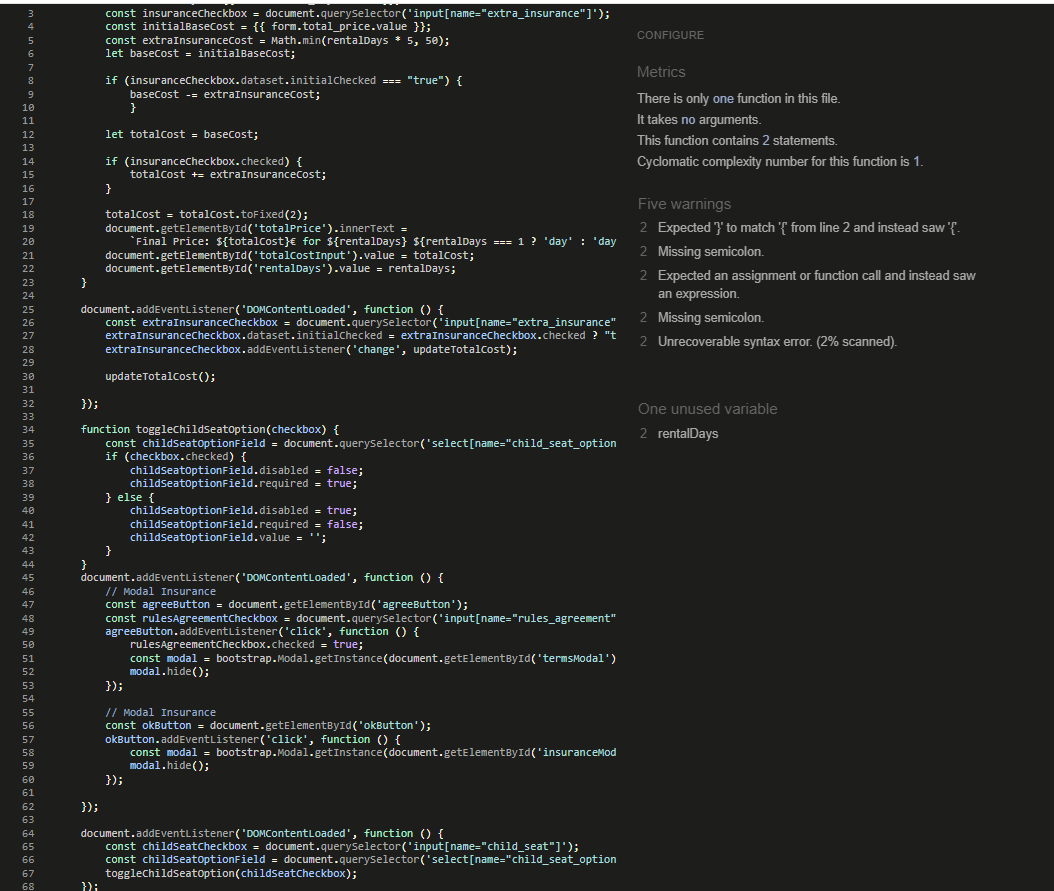 3 const insuranceCheckbox = document.querySelector('input[name="extra_insurance"]');
4 const initialBaseCost = {{ form.total_price.value }};
5 const extraInsuranceCost = Math.min(rentalDays * 5, 50);
6 let baseCost = initialBaseCost;
7
8 if (insuranceCheckbox.dataset.initialChecked === "true") {
9 baseCost -= extraInsuranceCost;
10 }
11
12 let totalCost = baseCost;
13
14 if (insuranceCheckbox.checked) {
15 totalCost += extraInsuranceCost;
16 }
17
18 totalCost = totalCost.toFixed(2);
19 document.getElementById('totalPrice').innerText =
20 `Final Price: ${totalCost}€ for ${rentalDays} ${rentalDays === 1 ? 'day' : 'day
21 document.getElementById('totalCostInput').value = totalCost;
22 document.getElementById('rentalDays').value = rentalDays;
23 }
24
25 document.addEventListener('DOMContentLoaded', function () {
26 const extraInsuranceCheckbox = document.querySelector('input[name="extra_insurance"
27 extraInsuranceCheckbox.dataset.initialChecked = extraInsuranceCheckbox.checked ? "t
28 extraInsuranceCheckbox.addEventListener('change', updateTotalCost);
29
30 updateTotalCost();
31
32 });
33
34 function toggleChildSeatOption(checkbox) {
35 const childSeatOptionField = document.querySelector('select[name="child_seat_option
36 if (checkbox.checked) {
37 childSeatOptionField.disabled = false;
38 childSeatOptionField.required = true;
39 } else {
40 childSeatOptionField.disabled = true;
41 childSeatOptionField.required = false;
42 childSeatOptionField.value = '';
43 }
44 }
45 document.addEventListener('DOMContentLoaded', function () {
46 // Modal Insurance
47 const agreeButton = document.getElementById('agreeButton');
48 const rulesAgreementCheckbox = document.querySelector('input[name="rules_agreement"
49 agreeButton.addEventListener('click', function () {
50 rulesAgreementCheckbox.checked = true;
51 const modal = bootstrap.Modal.getInstance(document.getElementById('termsModal')
52 modal.hide();
53 });
54
55 // Modal Insurance
56 const okButton = document.getElementById('okButton');
57 okButton.addEventListener('click', function () {
58 const modal = bootstrap.Modal.getInstance(document.getElementById('insuranceMod
59 modal.hide();
60 });
61
62 });
63
64 document.addEventListener('DOMContentLoaded', function () {
65 const childSeatCheckbox = document.querySelector('input[name="child_seat"]');
66 const childSeatOptionField = document.querySelector('select[name="child_seat_option
67 toggleChildSeatOption(childSeatCheckbox);
68 });
CONFIGURE
Metrics
There is only one function in this file.
It takes no arguments.
This function contains 2 statements.
Cyclomatic complexity number for this function is 1.
Five warnings
2 Expected '}' to match '{' from line 2 and instead saw '{'.
2 Missing semicolon.
2 Expected an assignment or function call and instead saw
an expression.
2 Missing semicolon.
2 Unrecoverable syntax error. (2% scanned).
One unused variable
2 rentalDays